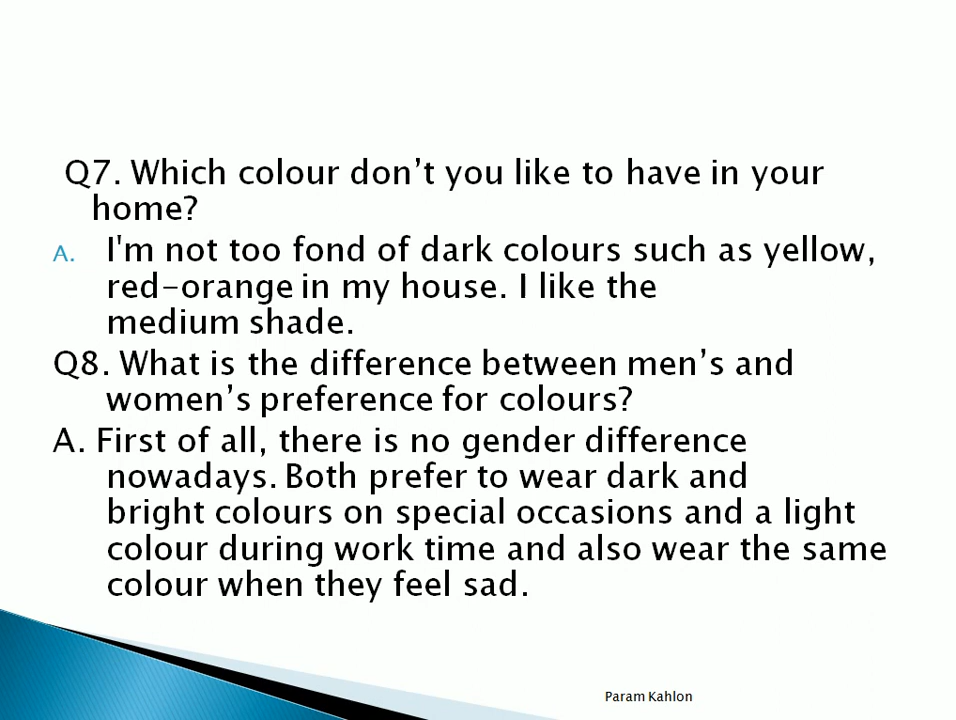 Q7. Which colour don’t you like to have in your
home?
A. I'm not too fond of dark colours such as yellow,
red-orange in my house. I like the
medium shade.
Q8. What is the difference between men’s and
women’s preference for colours?
A. First of all, there is no gender difference
nowadays. Both prefer to wear dark and
bright colours on special occasions and a light
colour during work time and also wear the same
colour when they feel sad.
Param Kahlon